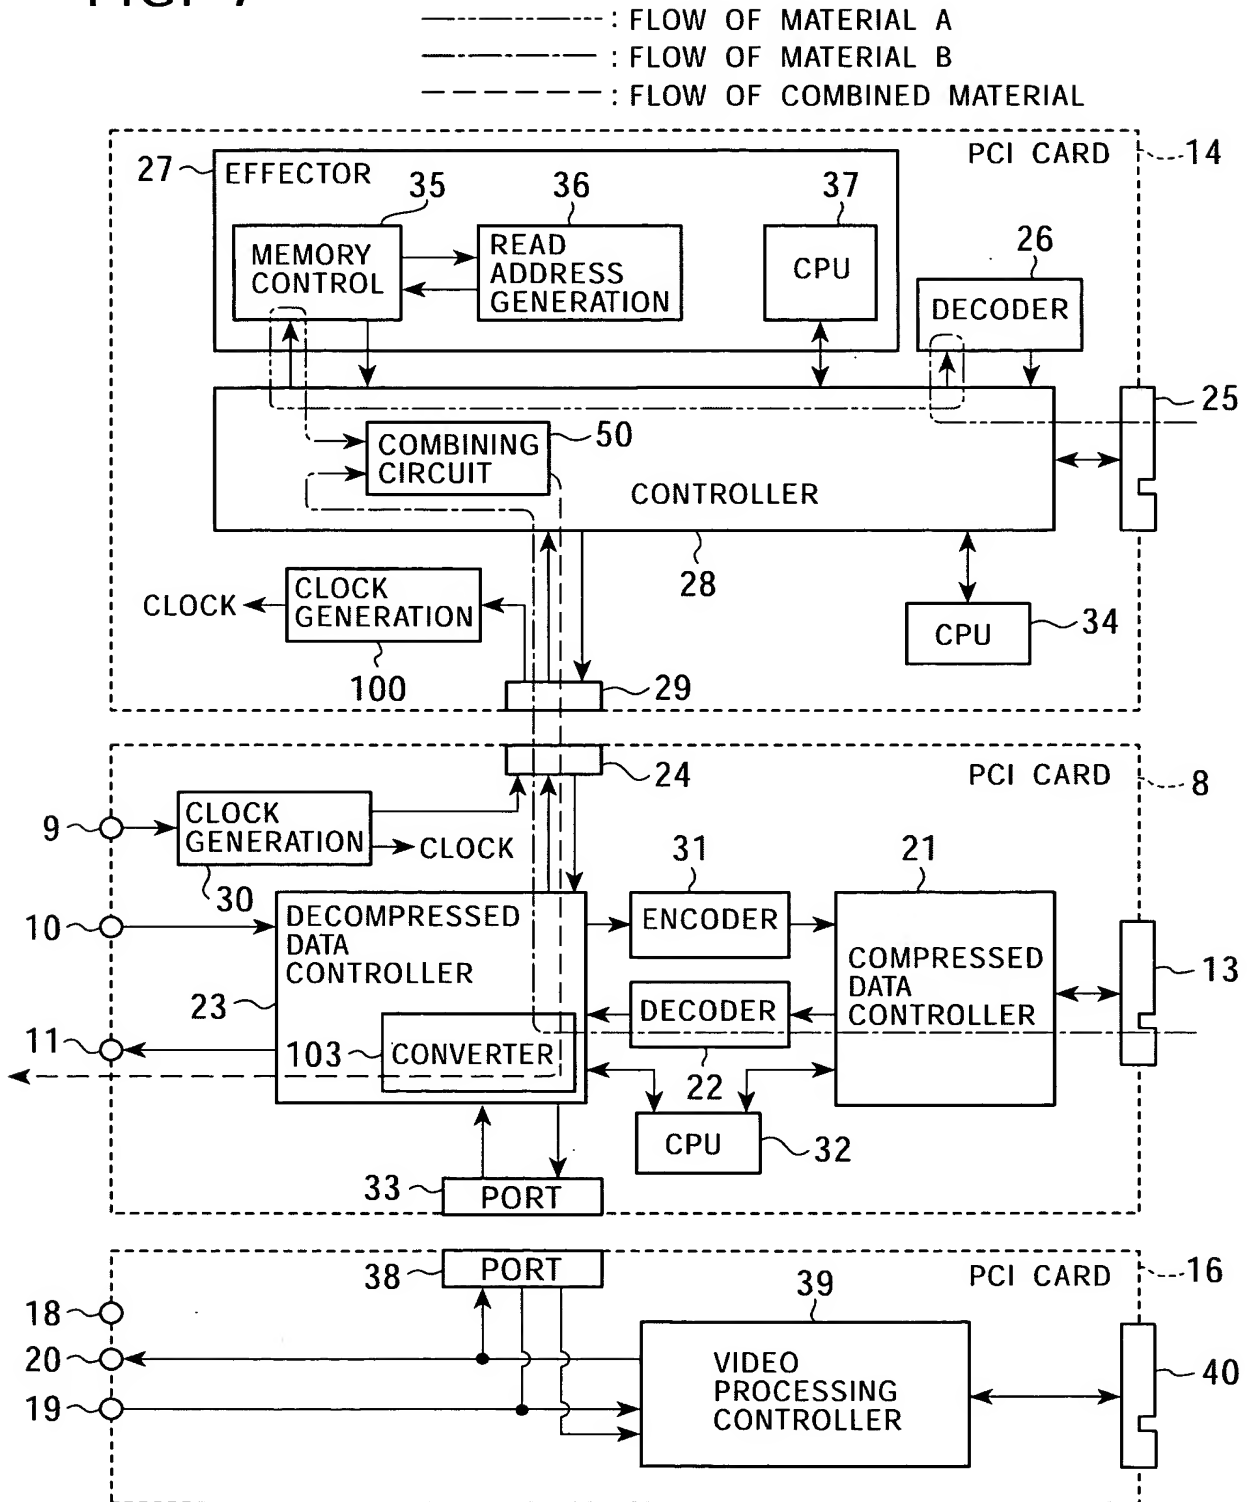 : FLOW OF MATERIAL A
: FLOW OF MATERIAL B
: FLOW OF COMBINED MATERIAL
PCI CARD
14
27
EFFECTOR
35
36
37
26
MEMORY
CONTROL
READ
ADDRESS
GENERATION
CPU
DECODER
25
COMBINING
CIRCUIT
50
CONTROLLER
28
CLOCK
CLOCK
GENERATION
100
CPU
34
29
24
PCI CARD
8
9
CLOCK
GENERATION
CLOCK
30
31
21
10
DECOMPRESSED
DATA
CONTROLLER
ENCODER
COMPRESSED
DATA
CONTROLLER
13
23
DECODER
11
103
CONVERTER
22
CPU
32
33
PORT
38
PORT
PCI CARD
16
18
39
20
VIDEO
PROCESSING
CONTROLLER
40
19